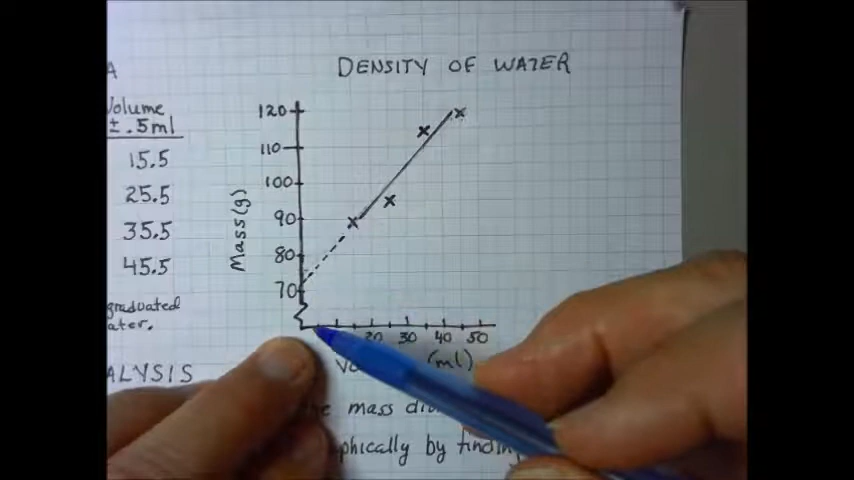 DENSITY OF WATER
Volume
± .5ml
15.5
25.5
35.5
45.5
graduated
Mass(g)
120
110
100
90
80
70
20 30 40 50
(ml)
ALYSIS
mass
phically by